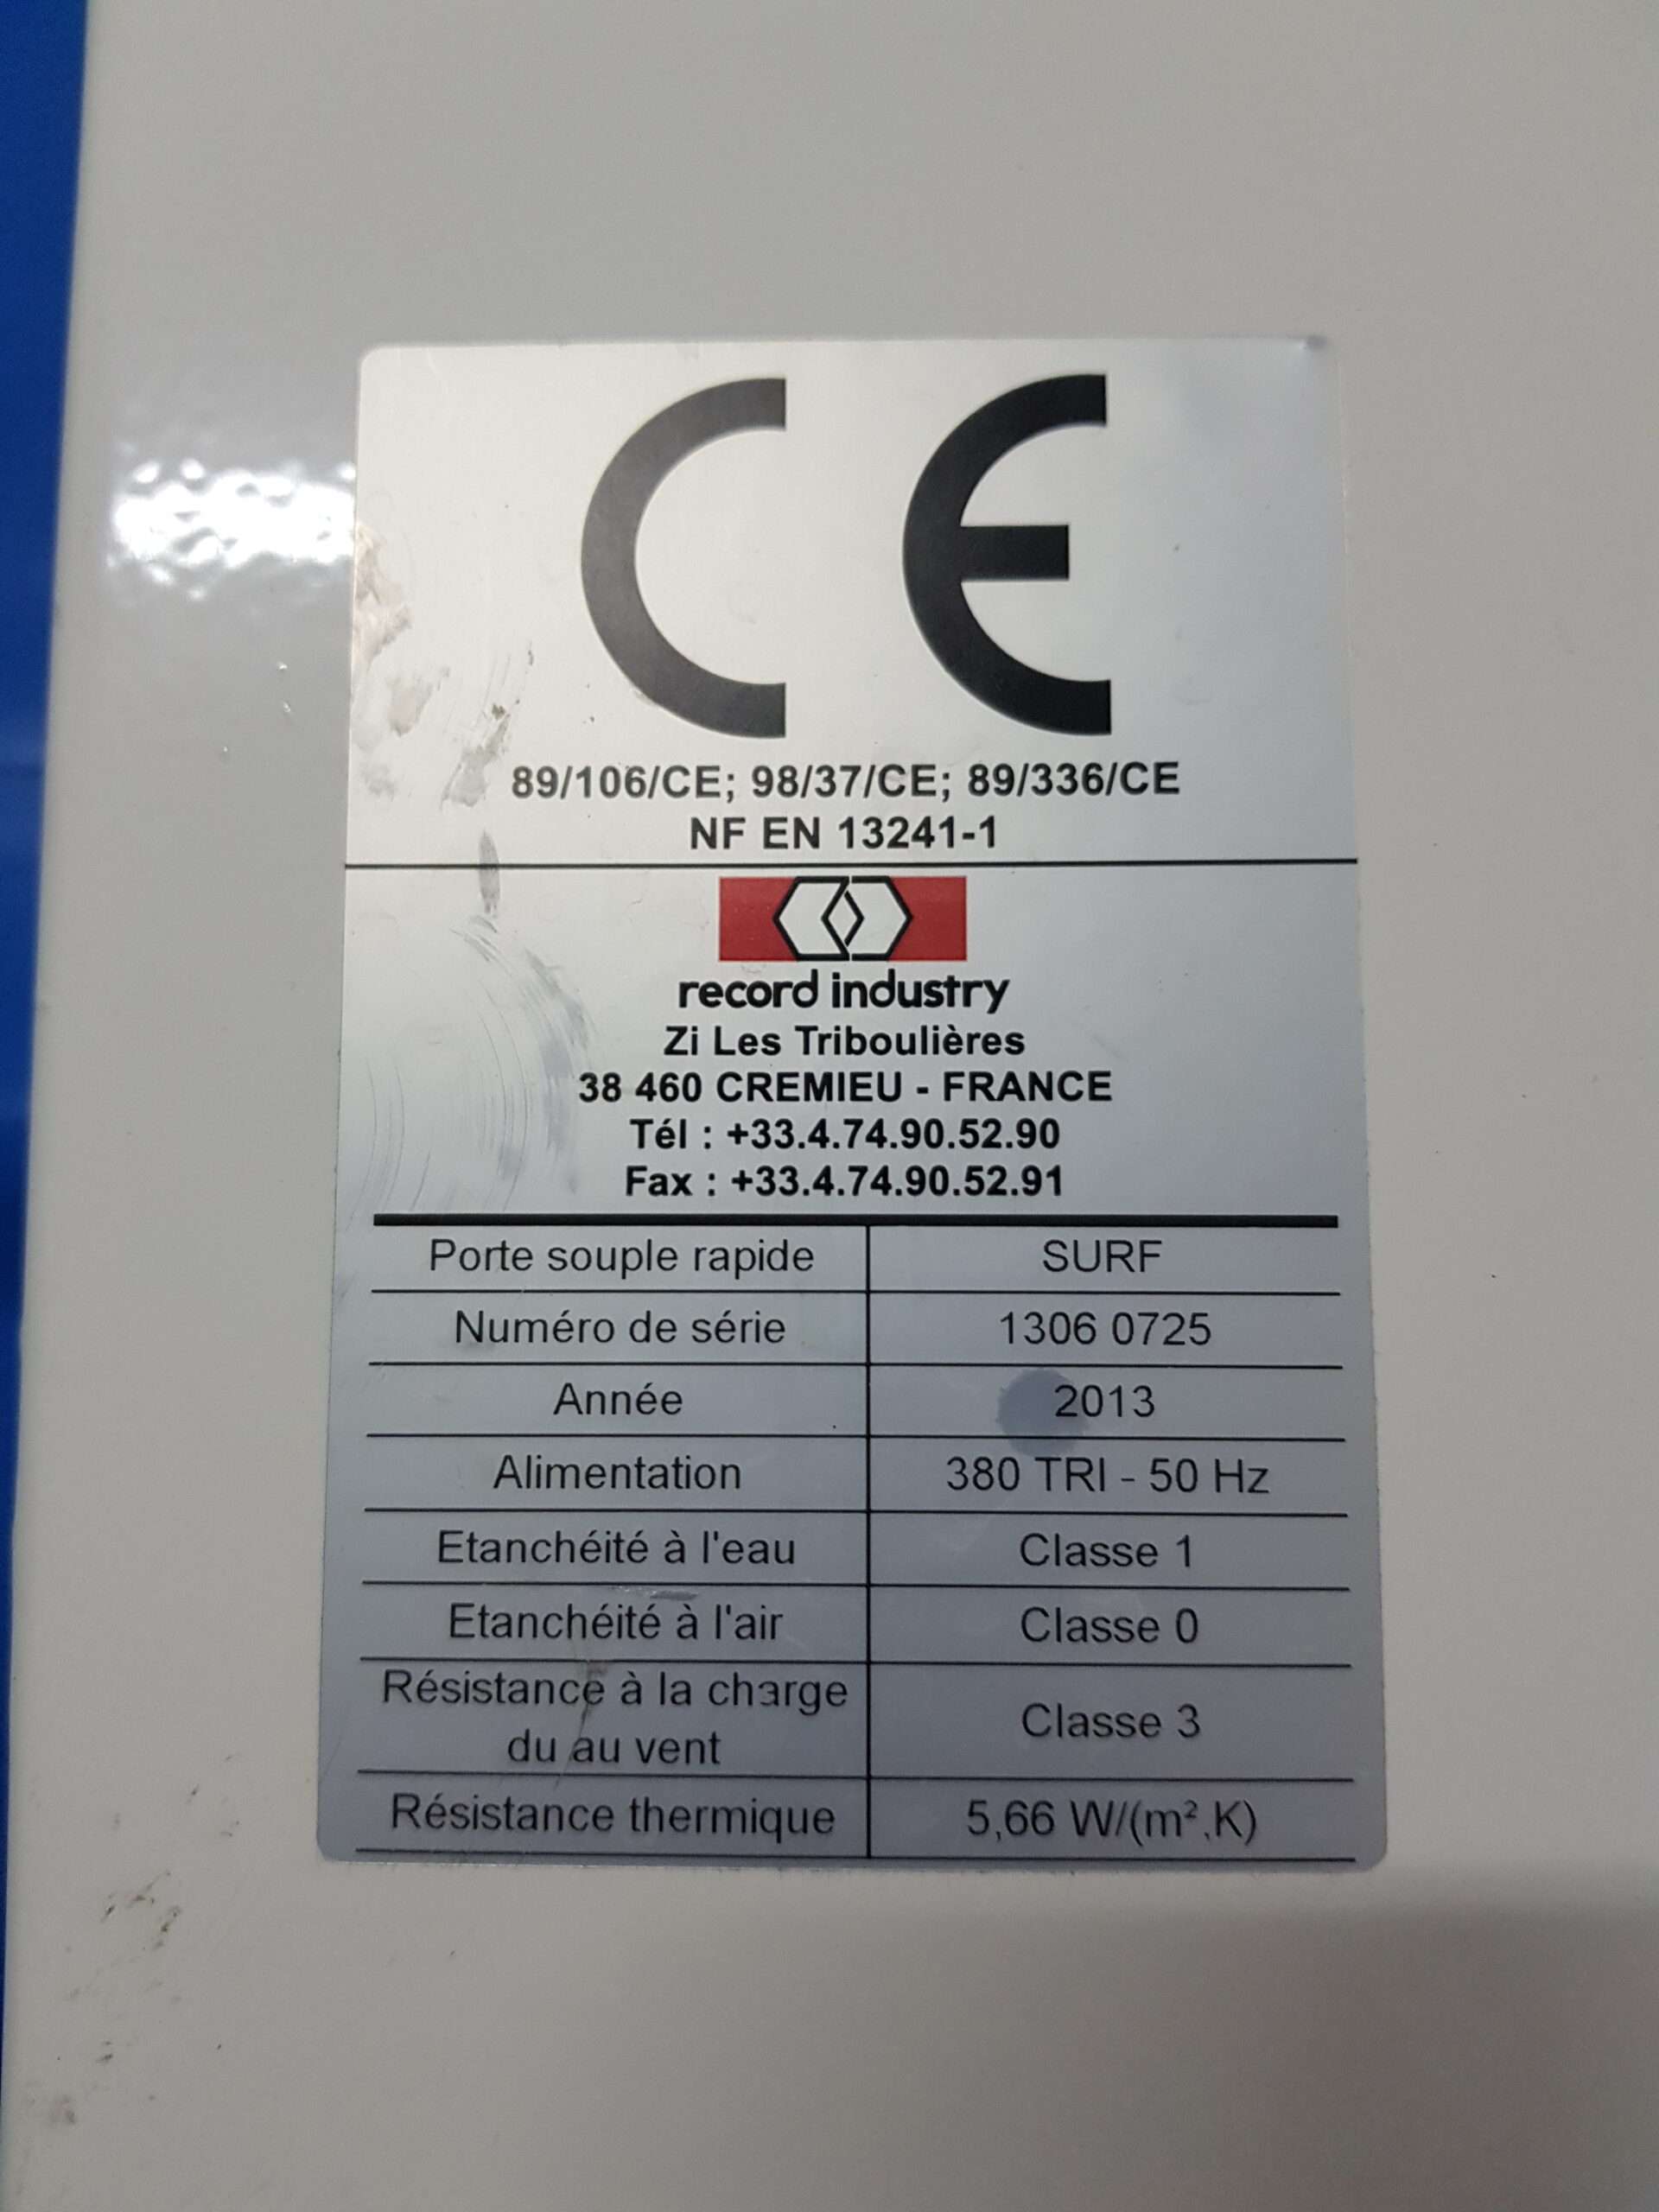 CE
89/106/CE; 98/37/CE; 89/336/CE
NF EN 13241-1
record industry
Zi Les Triboulières
38 460 CREMIEU - FRANCE
Tél : +33.4.74.90.52.90
Fax : +33.4.74.90.52.91
Porte souple rapide SURF
Numéro de série 1306 0725
Année 2013
Alimentation 380 TRI - 50 Hz
Etanchéité à l'eau Classe 1
Etanchéité à l'air Classe 0
Résistance à la charge
du au vent Classe 3
Résistance thermique 5,66 W/(m².K)